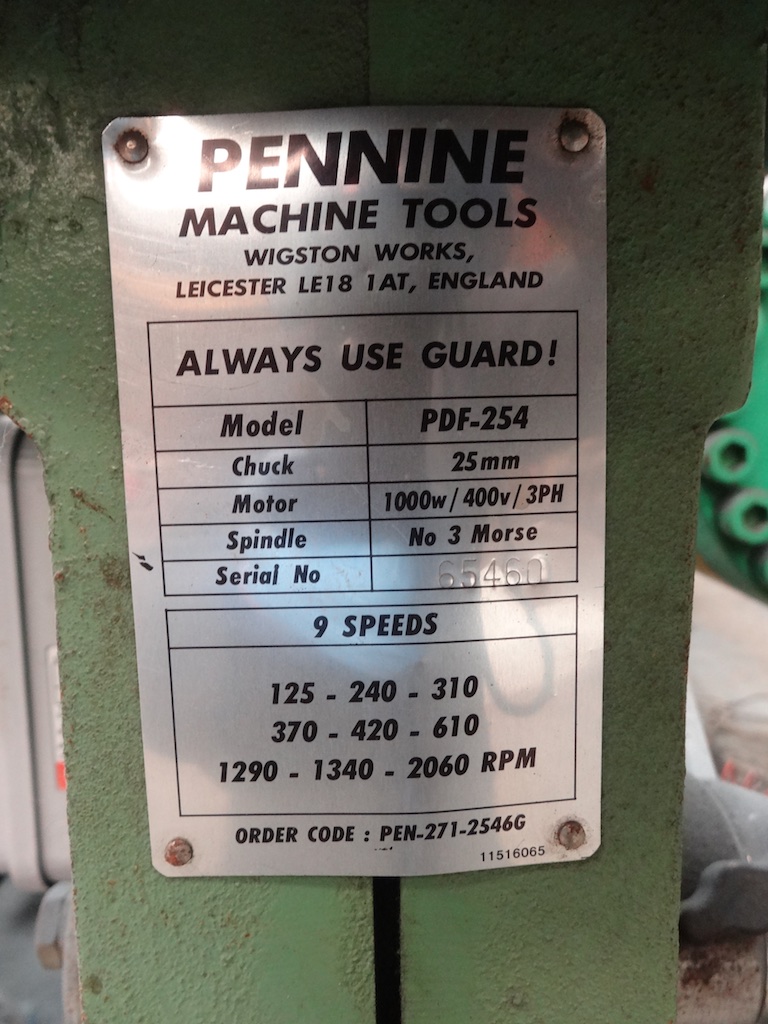 PENNINE
MACHINE TOOLS
WIGSTON WORKS,
LEICESTER LE18 1AT, ENGLAND
ALWAYS USE GUARD!
Model PDF-254
Chuck 25mm
Motor 1000w/400v/3PH
Spindle No 3 Morse
Serial No 65460
9 SPEEDS
125 - 240 - 310
370 - 420 - 610
1290 - 1340 - 2060 RPM
ORDER CODE : PEN-271-2546G
11516065